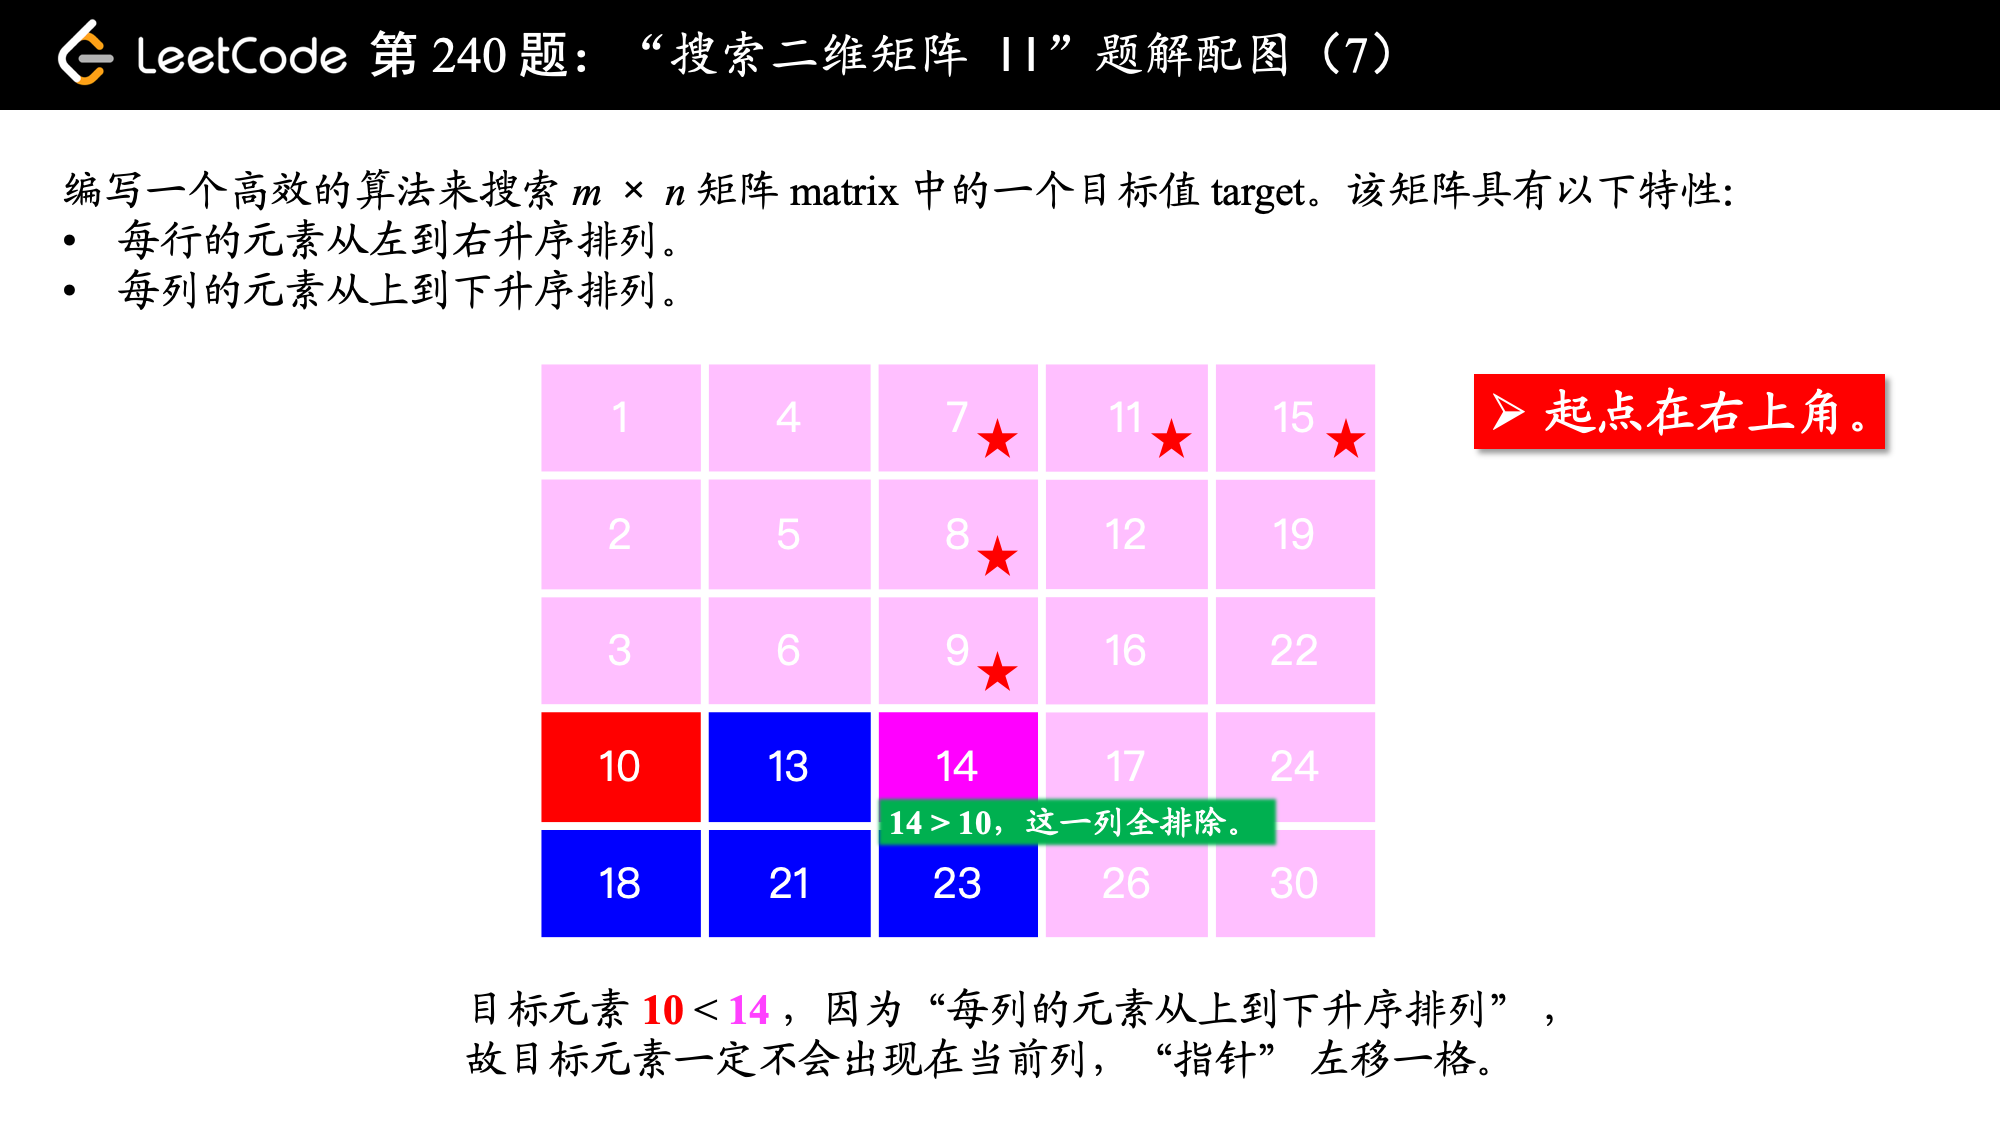 LeetCode 第 240 题：“搜索二维矩阵 II”题解配图（7）
编写一个高效的算法来搜索 m × n 矩阵 matrix 中的一个目标值 target。该矩阵具有以下特性:
• 每行的元素从左到右升序排列。
• 每列的元素从上到下升序排列。
➢ 起点在右上角。
1 4 7 ★ 11 ★ 15 ★
2 5 8 ★ 12 19
3 6 9 ★ 16 22
10 13 14 17 24
14 > 10，这一列全排除。
18 21 23 26 30
目标元素 10 < 14 ，因为“每列的元素从上到下升序排列” ，
故目标元素一定不会出现在当前列，“指针” 左移一格。